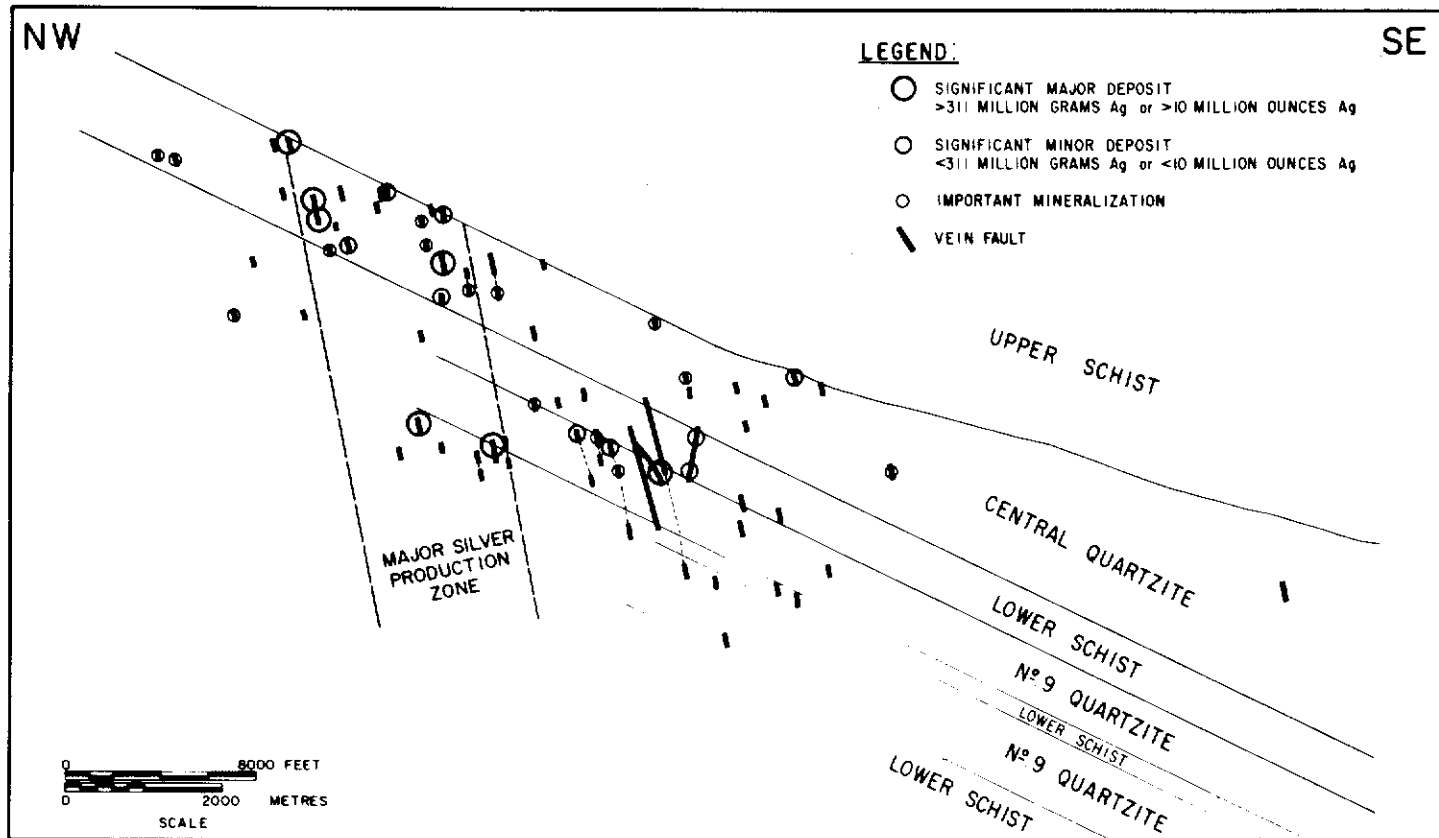 NW
SE
LEGEND:
SIGNIFICANT MAJOR DEPOSIT
>311 MILLION GRAMS Ag or >10 MILLION OUNCES Ag
SIGNIFICANT MINOR DEPOSIT
<311 MILLION GRAMS Ag or <10 MILLION OUNCES Ag
IMPORTANT MINERALIZATION
VEIN FAULT
UPPER SCHIST
CENTRAL QUARTZITE
LOWER SCHIST
Nº 9 QUARTZITE
LOWER SCHIST
Nº 9 QUARTZITE
LOWER SCHIST
MAJOR SILVER
PRODUCTION
ZONE
0 8000 FEET
0 2000 METRES
SCALE